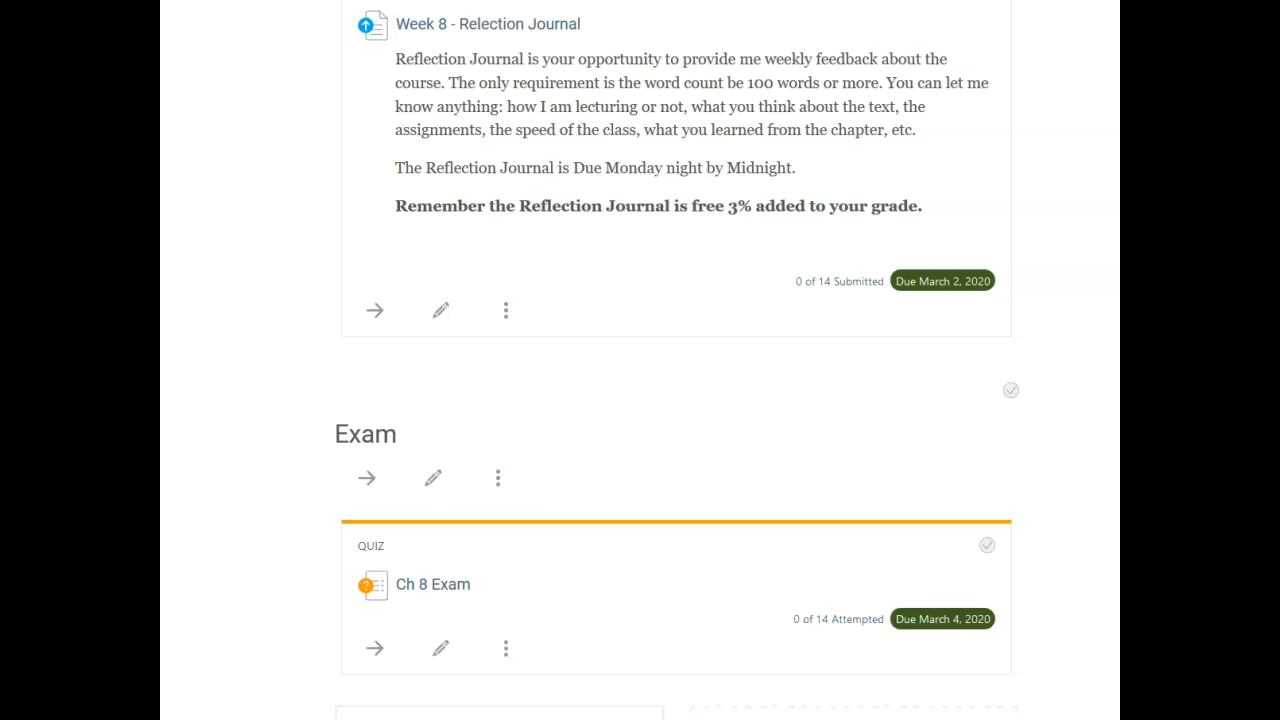 Week 8 - Relection Journal
Reflection Journal is your opportunity to provide me weekly feedback about the
course. The only requirement is the word count be 100 words or more. You can let me
know anything: how I am lecturing or not, what you think about the text, the
assignments, the speed of the class, what you learned from the chapter, etc.
The Reflection Journal is Due Monday night by Midnight.
Remember the Reflection Journal is free 3% added to your grade.
0 of 14 Submitted Due March 2, 2020
Exam
QUIZ
Ch 8 Exam
0 of 14 Attempted Due March 4, 2020